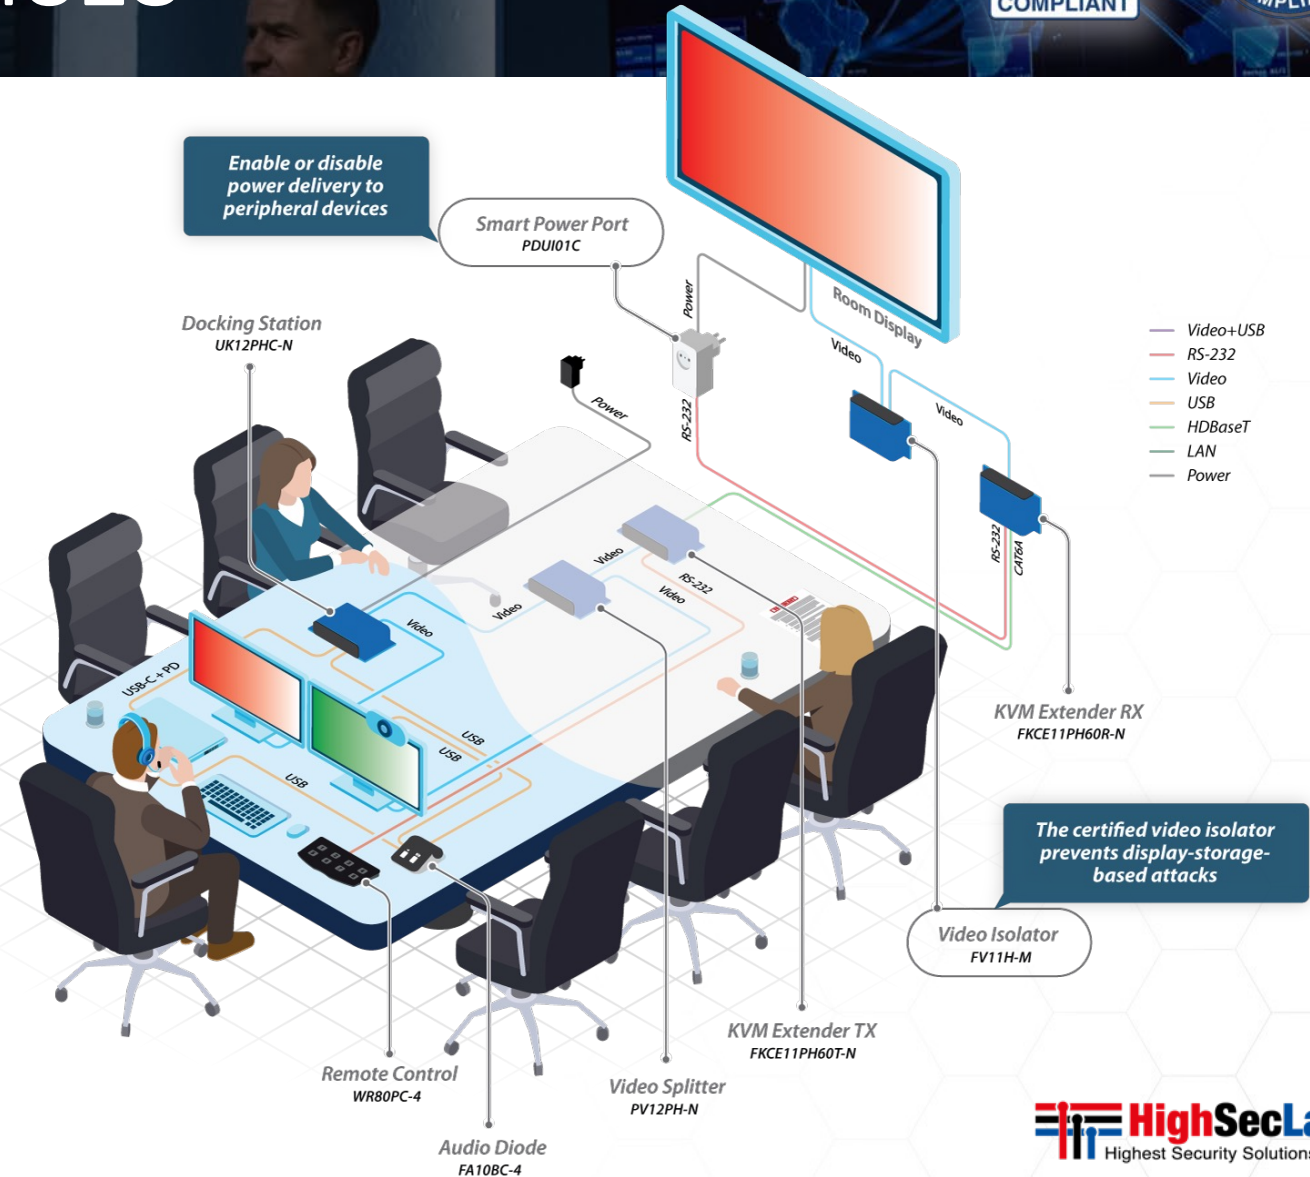 COMPLIANT
Enable or disable
power delivery to
peripheral devices
Smart Power Port
PDUI01C
Docking Station
UK12PHC-N
Power
Power
Room Display
Video
Video
RS-232
Video+USB
RS-232
Video
USB
HDBaseT
LAN
Power
RS-232
CAT6A
Video
RS-232
Video
Video
Video
USB-C + PD
USB
USB
USB
KVM Extender RX
FKCE11PH60R-N
The certified video isolator
prevents display-storage-
based attacks
Video Isolator
FV11H-M
KVM Extender TX
FKCE11PH60T-N
Remote Control
WR80PC-4
Video Splitter
PV12PH-N
Audio Diode
FA10BC-4
HighSecLa
Highest Security Solutions